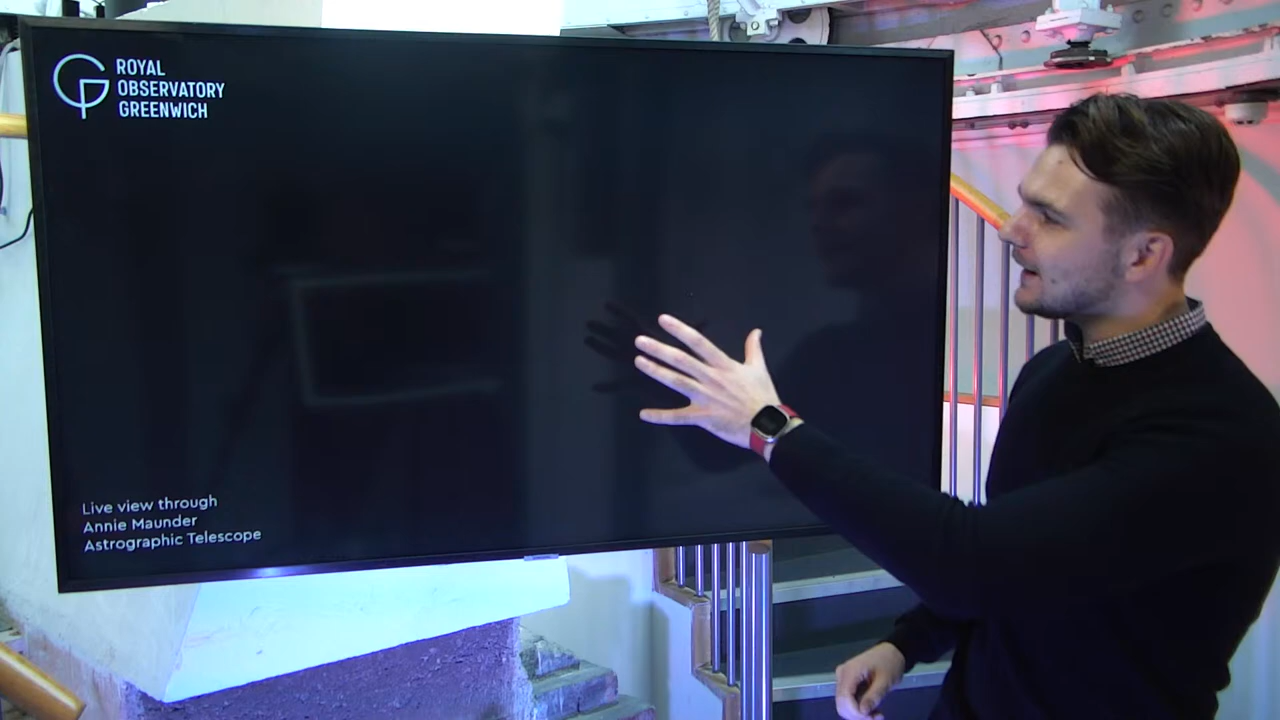 ROYAL
OBSERVATORY
GREENWICH
Live view through
Annie Maunder
Astrographic Telescope